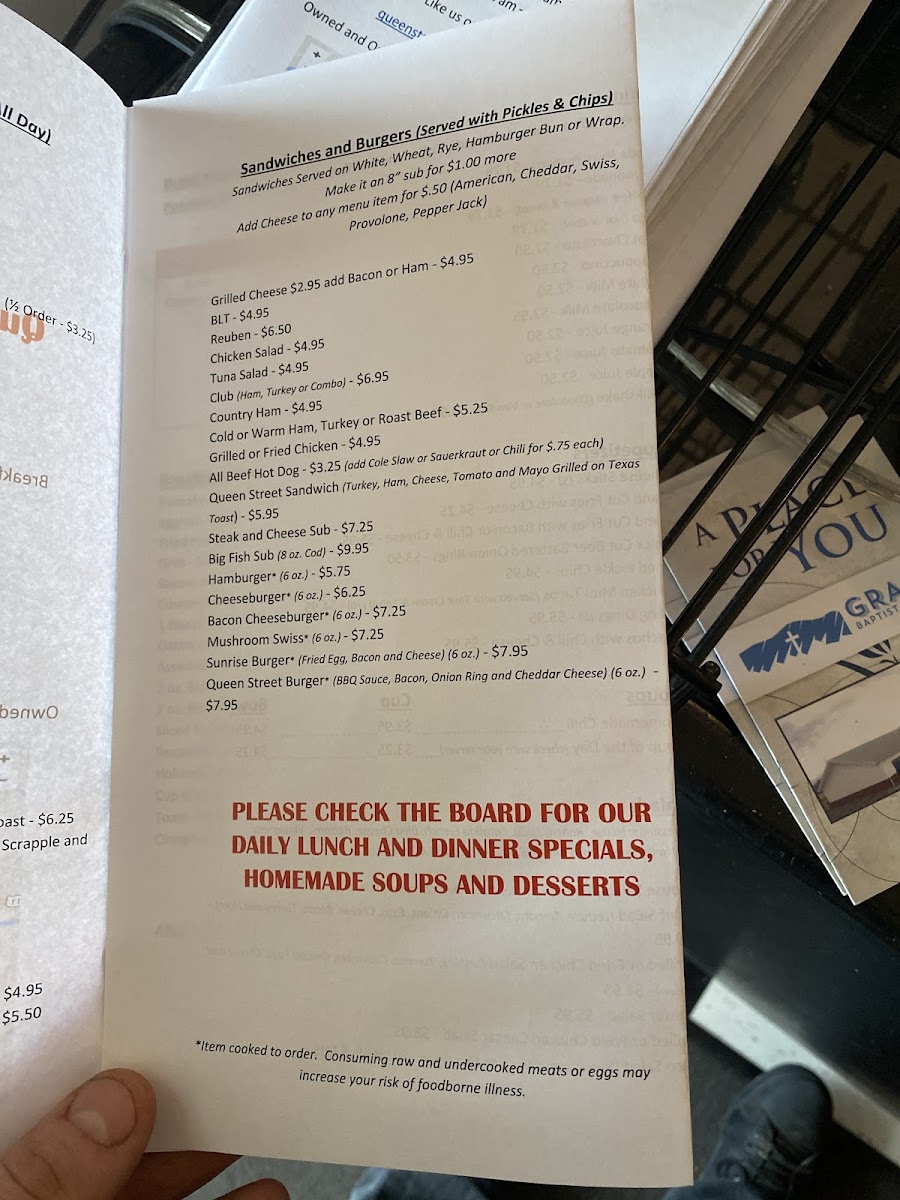 Owned and O
queenst
Like us o
ll Day)
(½ Order - $3.25)
oast - $6.25
Scrapple and
$4.95
$5.50
Sandwiches and Burgers (Served with Pickles & Chips)
Sandwiches Served on White, Wheat, Rye, Hamburger Bun or Wrap.
Make it an 8" sub for $1.00 more
Add Cheese to any menu item for $.50 (American, Cheddar, Swiss,
Provolone, Pepper Jack)
Grilled Cheese $2.95 add Bacon or Ham - $4.95
BLT - $4.95
Reuben - $6.50
Chicken Salad - $4.95
Tuna Salad - $4.95
Club (Ham, Turkey or Combo) - $6.95
Country Ham - $4.95
Cold or Warm Ham, Turkey or Roast Beef - $5.25
Grilled or Fried Chicken - $4.95
All Beef Hot Dog - $3.25 (add Cole Slaw or Sauerkraut or Chili for $.75 each)
Queen Street Sandwich (Turkey, Ham, Cheese, Tomato and Mayo Grilled on Texas
Toast) - $5.95
Steak and Cheese Sub - $7.25
Big Fish Sub (8 oz. Cod) - $9.95
Hamburger* (6 oz.) - $5.75
Cheeseburger* (6 oz.) - $6.25
Bacon Cheeseburger* (6 oz.) - $7.25
Mushroom Swiss* (6 oz.) - $7.25
Sunrise Burger* (Fried Egg, Bacon and Cheese) (6 oz.) - $7.95
Queen Street Burger* (BBQ Sauce, Bacon, Onion Ring and Cheddar Cheese) (6 oz.) -
$7.95
PLEASE CHECK THE BOARD FOR OUR
DAILY LUNCH AND DINNER SPECIALS,
HOMEMADE SOUPS AND DESSERTS
*Item cooked to order. Consuming raw and undercooked meats or eggs may
increase your risk of foodborne illness.
A PLACE
FOR YOU
GRA
BAPTIST